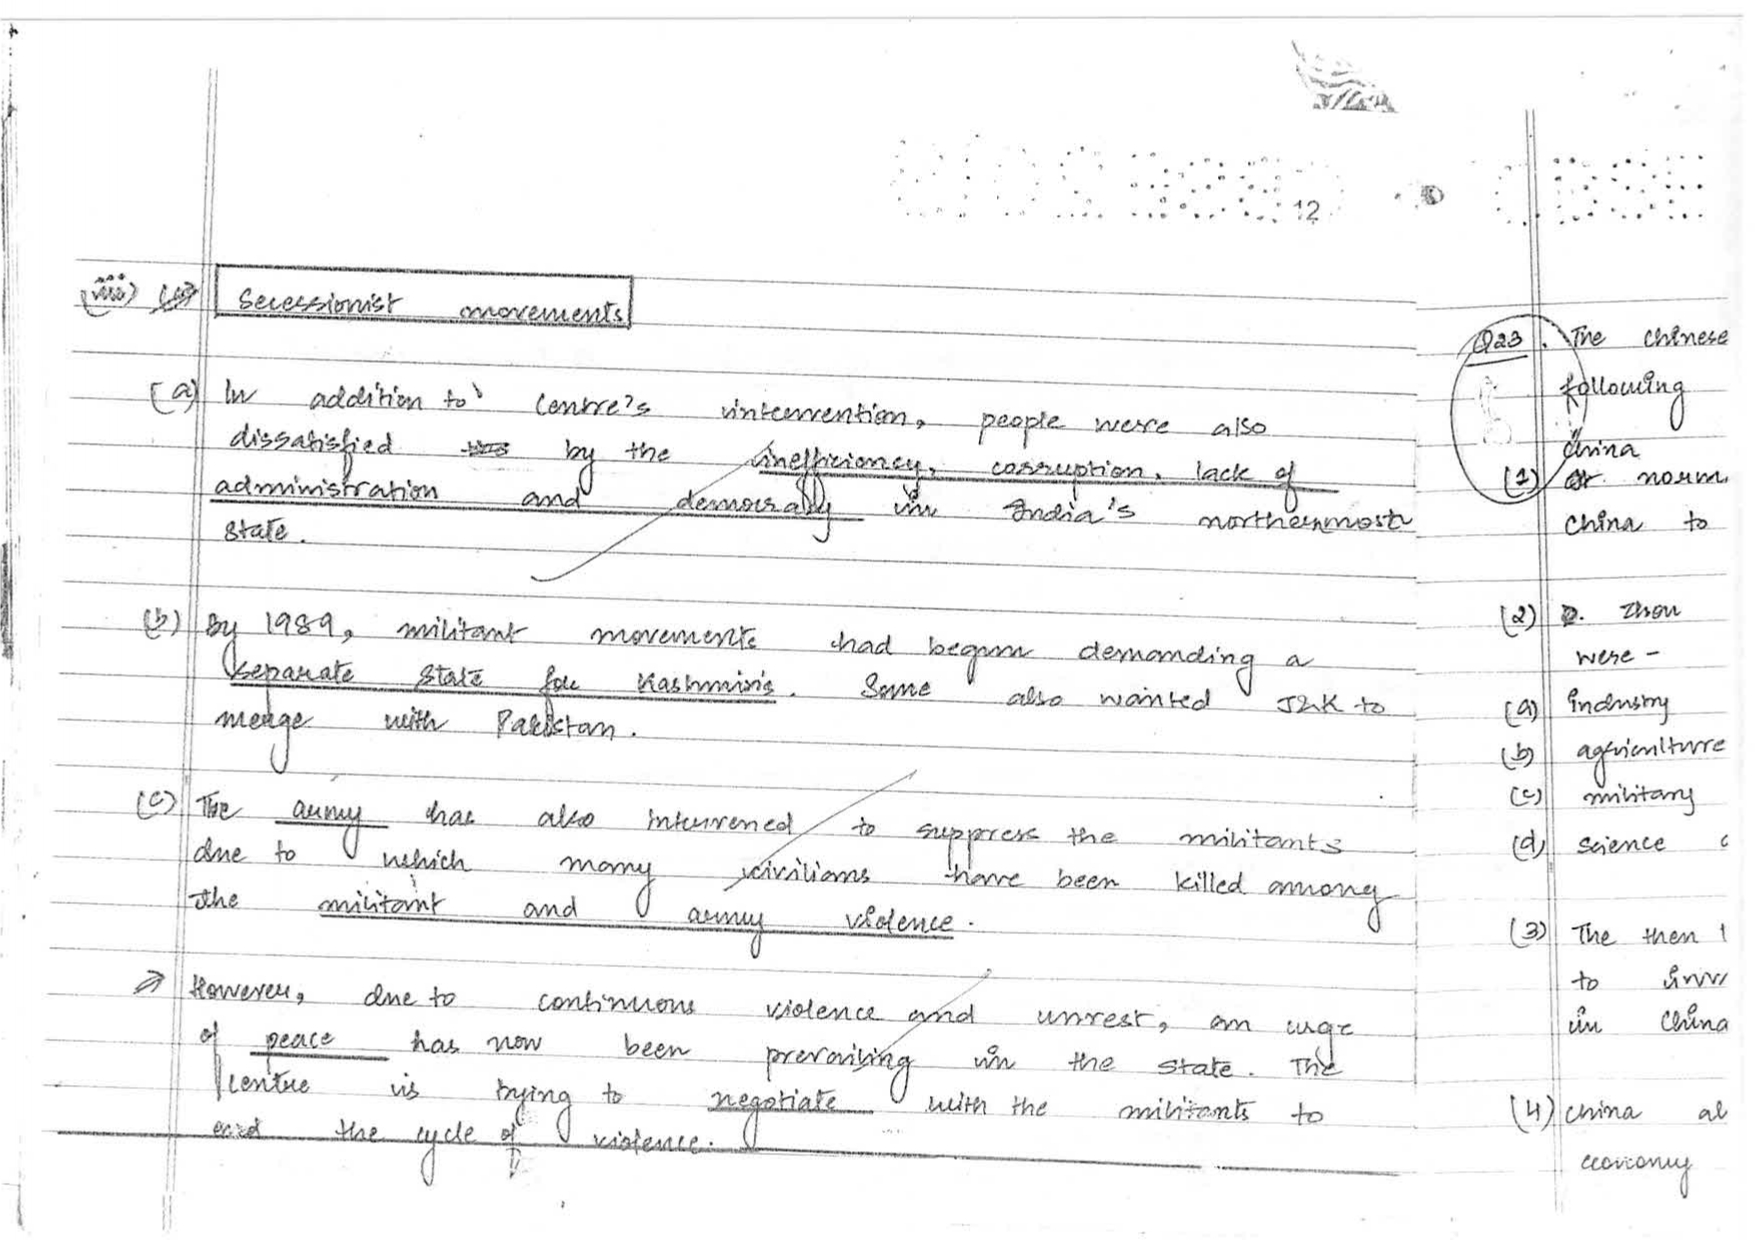 12
(iii) Secessionist movements
(a) In addition to centre's intervention, people were also
dissatisfied by the inefficiency, corruption, lack of
administration and democracy in India's northernmost
state.
(b) By 1989, militant movements had begun demanding a
separate state for Kashmiris. Some also wanted J&K to
merge with Pakistan.
(c) The army has also intervened to suppress the militants
due to which many civilians have been killed among
the militant and army violence.
→ However, due to continuous violence and unrest, an urge
of peace has now been prevailing in the state. The
centre is trying to negotiate with the militants to
end the cycle of violence.
Q23. The Chinese
following
China
(1) norm
China to
(2) Zhou
were -
(a) industry
(b) agriculture
(c) military
(d) science
(3) The then
to
in China
(4) China al
economy